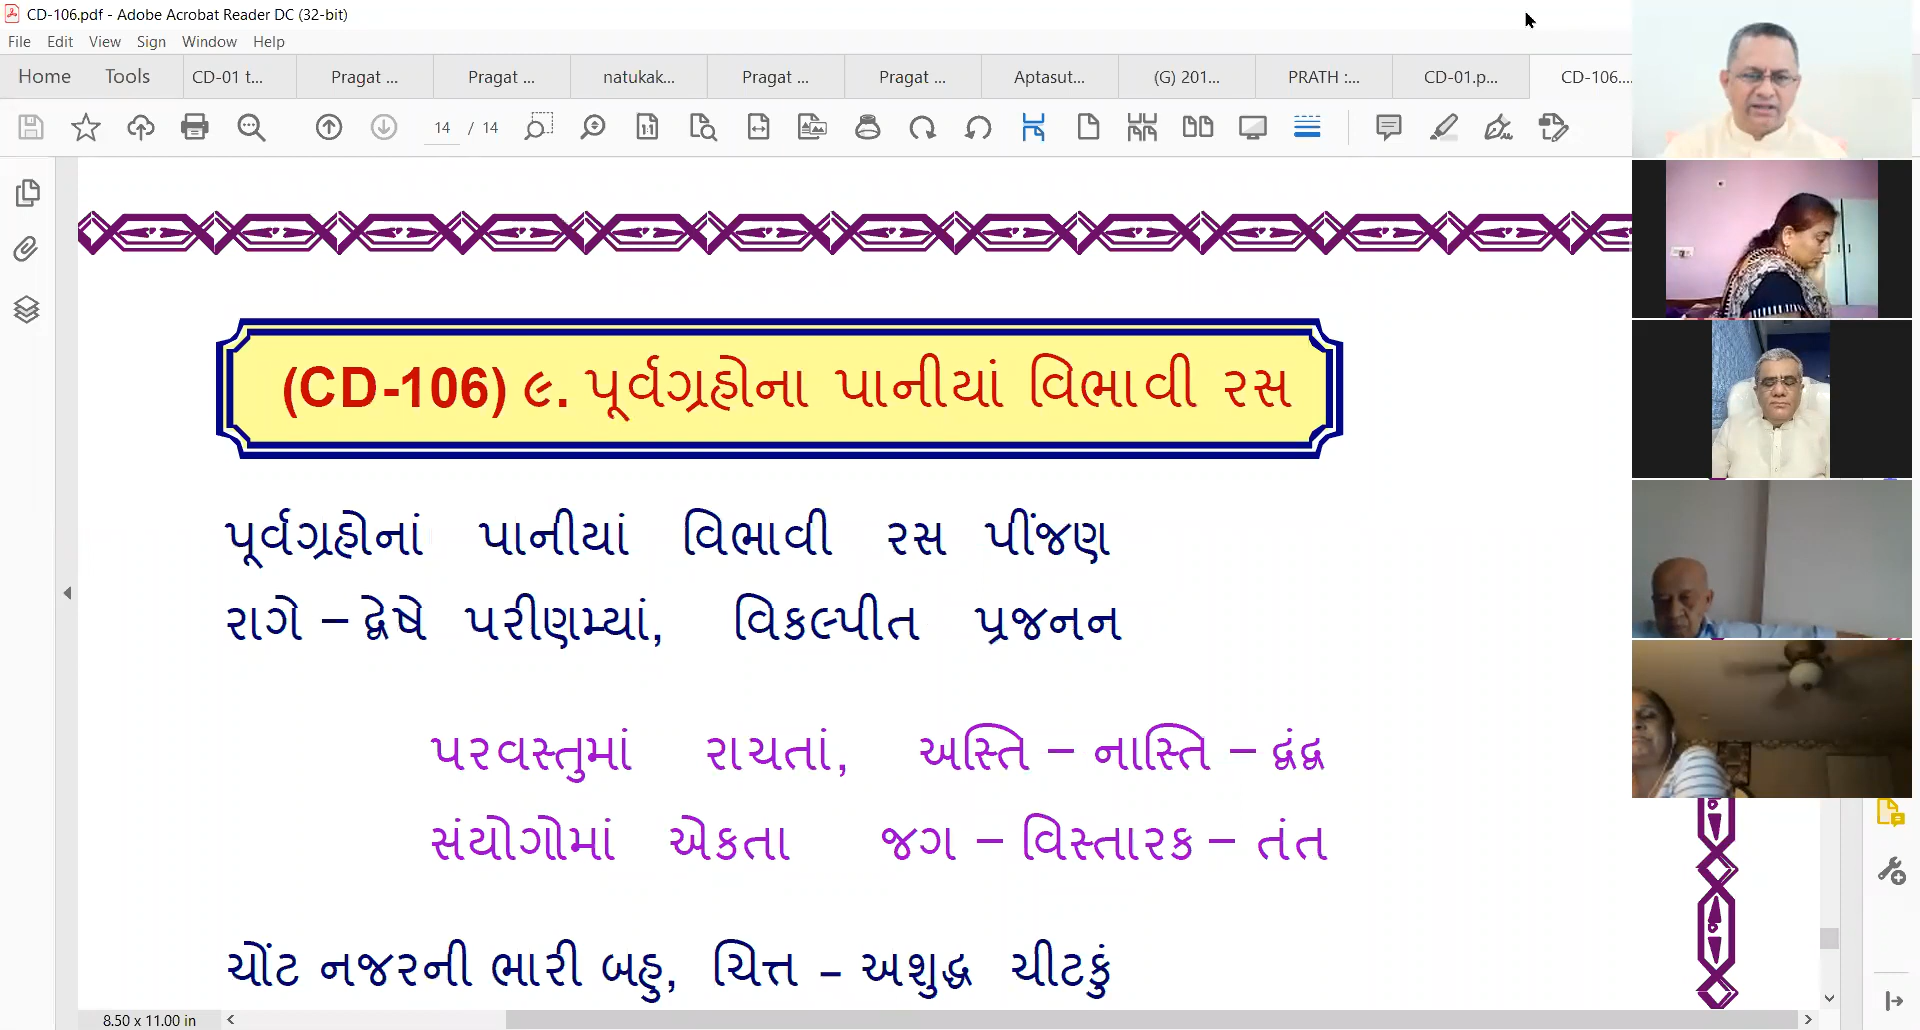 CD-106.pdf - Adobe Acrobat Reader DC (32-bit)
File Edit View Sign Window Help
Home Tools CD-01 t... Pragat ... Pragat ... natukak... Pragat ... Pragat ... Aptasut... (G) 201... PRATH :... CD-01.p... CD-106....
14 / 14
(CD-106) ૯. પૂર્વગ્રહોના પાનીયાં વિભાવી રસ
પૂર્વગ્રહોનાં પાનીયાં વિભાવી રસ પીંજણ
રાગે – દ્વેષે પરીણમ્યાં, વિકલ્પીત પ્રજનન
પરવસ્તુમાં રાચતાં, અસ્તિ – નાસ્તિ – દ્વંદ્વ
સંયોગોમાં એકતા જગ – વિસ્તારક – તંત
ચોંટ નજરની ભારી બહુ, ચિત્ત – અશુદ્ધ ચીટકું
8.50 x 11.00 in